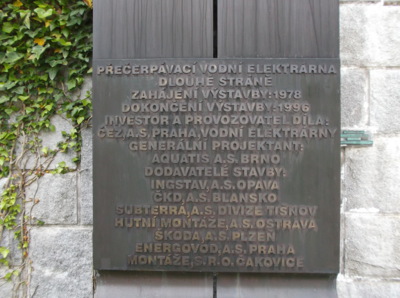 PŘEČERPÁVACÍ VODNÍ ELEKTRÁRNA
DLOUHÉ STRÁNĚ
ZAHÁJENÍ VÝSTAVBY: 1978
DOKONČENÍ VÝSTAVBY: 1996
INVESTOR A PROVOZOVATEL DÍLA:
ČEZ A.S. PRAHA, VODNÍ ELEKTRÁRNY
GENERÁLNÍ PROJEKTANT:
AQUATIS A.S. BRNO
DODAVATELÉ STAVBY:
INGSTAV, A.S. OPAVA
ČKD, A.S. BLANSKO
SUBTERRA, A.S. DIVIZE TIŠNOV
HUTNÍ MONTÁŽE, A.S. OSTRAVA
ŠKODA, A.S. PLZEŇ
ENERGOVOD, A.S. PRAHA
MONTÁŽE, S.R.O. ČAKOVICE